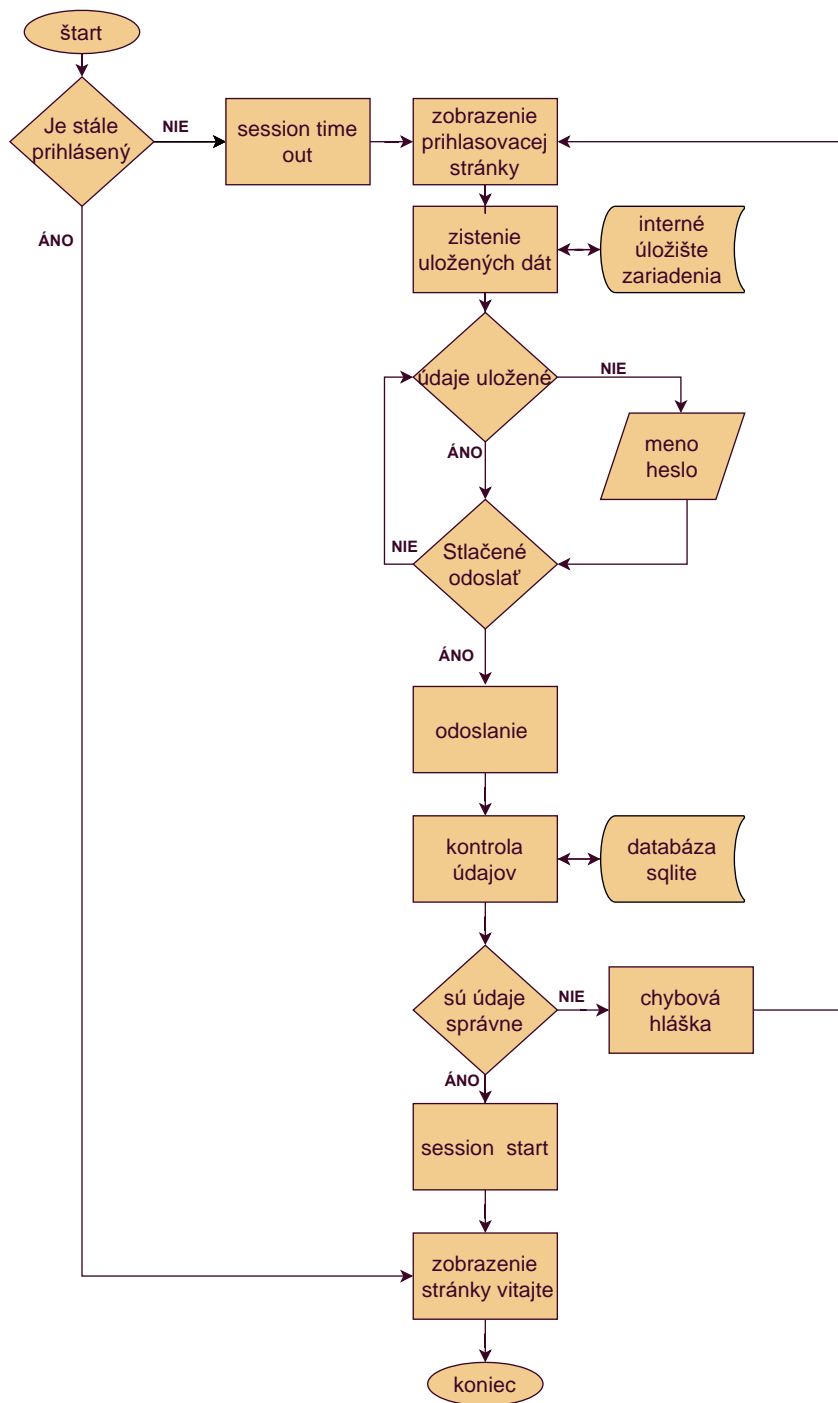 štart
Je stále
prihlásený
NIE
session time
out
zobrazenie
prihlasovacej
stránky
ÁNO
zistenie
uložených dát
interné
úložište
zariadenia
údaje uložené
NIE
meno
heslo
ÁNO
Stlačené
odoslať
NIE
ÁNO
odoslanie
kontrola
údajov
databáza
sqlite
sú údaje
správne
NIE
chybová
hláška
ÁNO
session  start
zobrazenie
stránky vitajte
koniec